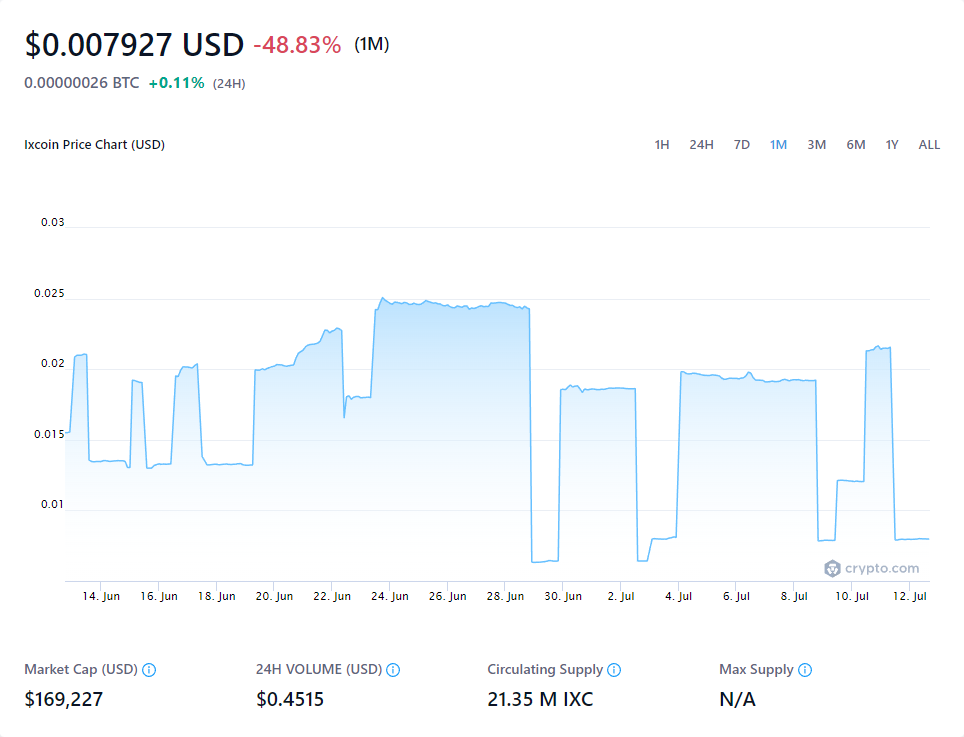 $0.007927 USD -48.83% (1M)
0.00000026 BTC +0.11% (24H)
Ixcoin Price Chart (USD) 1H 24H 7D 1M 3M 6M 1Y ALL
0.03
0.025
0.02
0.015
0.01
crypto.com
14. Jun 16. Jun 18. Jun 20. Jun 22. Jun 24. Jun 26. Jun 28. Jun 30. Jun 2. Jul 4. Jul 6. Jul 8. Jul 10. Jul 12. Jul
Market Cap (USD) 24H VOLUME (USD) Circulating Supply Max Supply
$169,227 $0.4515 21.35 M IXC N/A